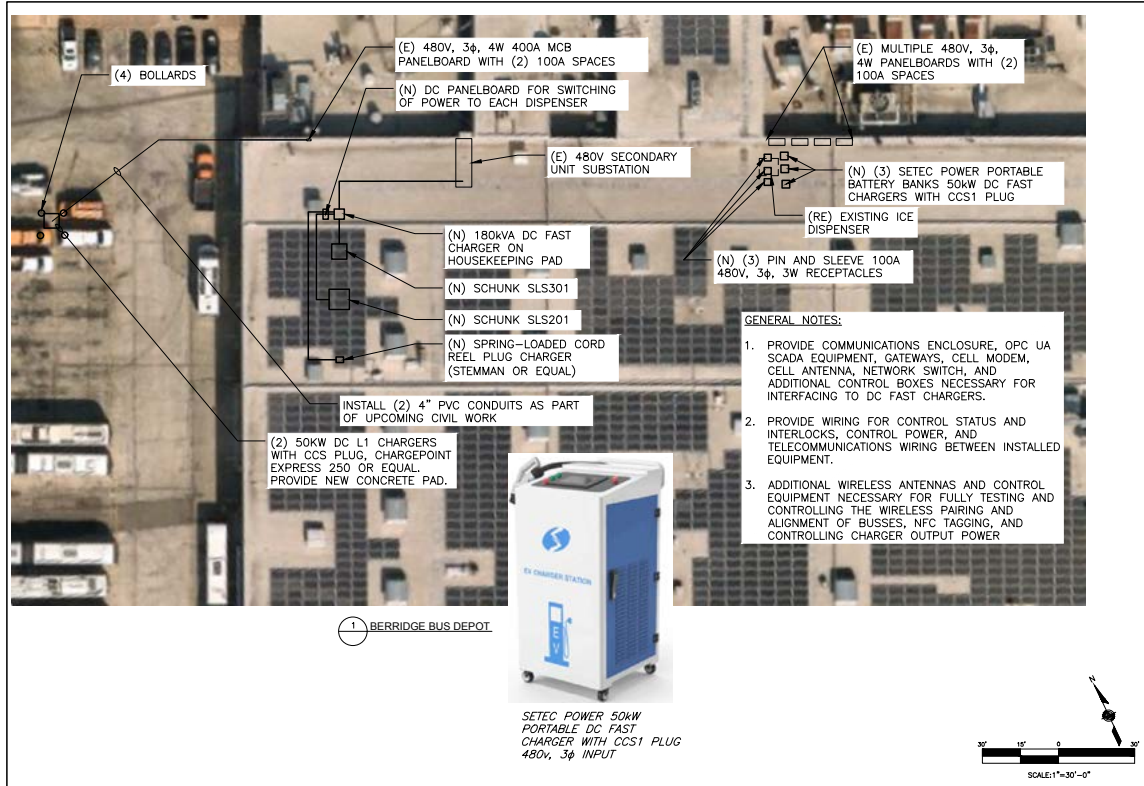 (4) BOLLARDS
(E) 480V, 3ϕ, 4W 400A MCB
PANELBOARD WITH (2) 100A SPACES
(N) DC PANELBOARD FOR SWITCHING
OF POWER TO EACH DISPENSER
(E) MULTIPLE 480V, 3ϕ,
4W PANELBOARDS WITH (2)
100A SPACES
(E) 480V SECONDARY
UNIT SUBSTATION
(N) (3) SETEC POWER PORTABLE
BATTERY BANKS 50kW DC FAST
CHARGERS WITH CCS1 PLUG
(RE) EXISTING ICE
DISPENSER
(N) 180kVA DC FAST
CHARGER ON
HOUSEKEEPING PAD
(N) (3) PIN AND SLEEVE 100A
480V, 3ϕ, 3W RECEPTACLES
(N) SCHUNK SLS301
(N) SCHUNK SLS201
(N) SPRING-LOADED CORD
REEL PLUG CHARGER
(STEMMAN OR EQUAL)
INSTALL (2) 4" PVC CONDUITS AS PART
OF UPCOMING CIVIL WORK
(2) 50KW DC L1 CHARGERS
WITH CCS PLUG, CHARGEPOINT
EXPRESS 250 OR EQUAL.
PROVIDE NEW CONCRETE PAD.
GENERAL NOTES:
1. PROVIDE COMMUNICATIONS ENCLOSURE, OPC UA
SCADA EQUIPMENT, GATEWAYS, CELL MODEM,
CELL ANTENNA, NETWORK SWITCH, AND
ADDITIONAL CONTROL BOXES NECESSARY FOR
INTERFACING TO DC FAST CHARGERS.
2. PROVIDE WIRING FOR CONTROL STATUS AND
INTERLOCKS, CONTROL POWER, AND
TELECOMMUNICATIONS WIRING BETWEEN INSTALLED
EQUIPMENT.
3. ADDITIONAL WIRELESS ANTENNAS AND CONTROL
EQUIPMENT NECESSARY FOR FULLY TESTING AND
CONTROLLING THE WIRELESS PAIRING AND
ALIGNMENT OF BUSSES, NFC TAGGING, AND
CONTROLLING CHARGER OUTPUT POWER
EV CHARGER STATION
EV
1 BERRIDGE BUS DEPOT
SETEC POWER 50kW
PORTABLE DC FAST
CHARGER WITH CCS1 PLUG
480v, 3ϕ INPUT
N
30' 15' 0 30'
SCALE:1"=30'-0"